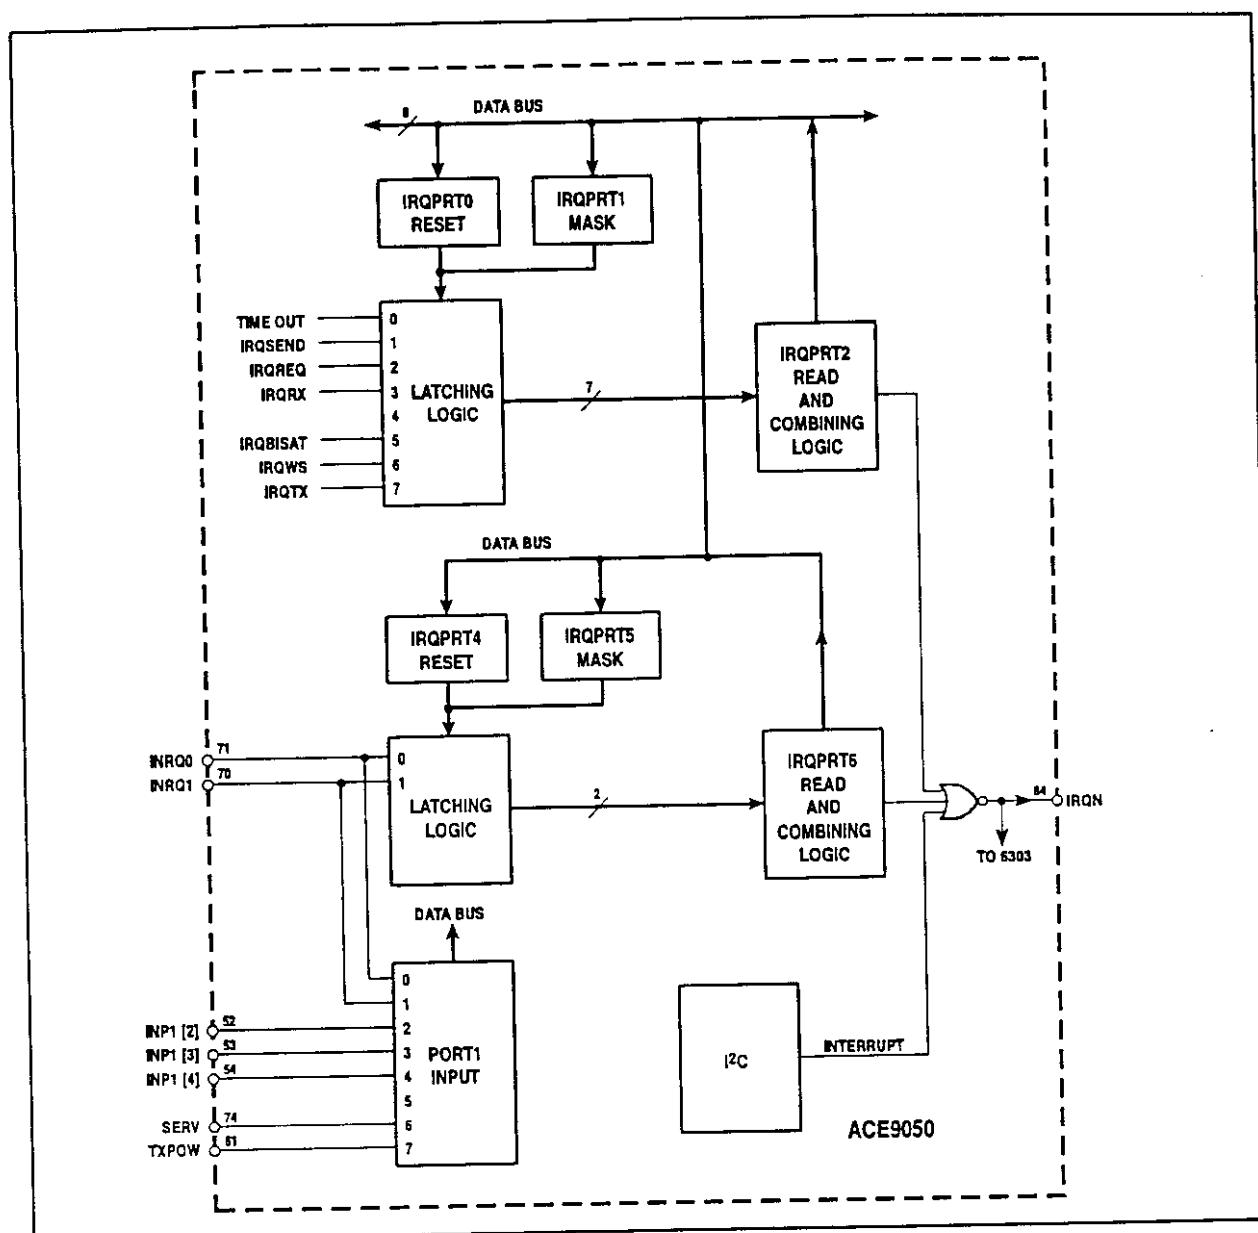 8 DATA BUS
IRQPRT0
RESET
IRQPRT1
MASK
TIME OUT 0
IRQSEND 1
IRQREQ 2
IRQRX 3
4
IRQBISAT 5
IRQWS 6
IRQTX 7
LATCHING
LOGIC
7
IRQPRT2
READ
AND
COMBINING
LOGIC
DATA BUS
IRQPRT4
RESET
IRQPRT5
MASK
INRQ0 71 0
INRQ1 70 1
LATCHING
LOGIC
2
IRQPRT6
READ
AND
COMBINING
LOGIC
84 IRQN
TO 6303
DATA BUS
0
1
INP1 [2] 52 2
INP1 [3] 53 3
INP1 [4] 54 4
5
SERV 74 6
TXPOW 61 7
PORT1
INPUT
I²C
INTERRUPT
ACE9050